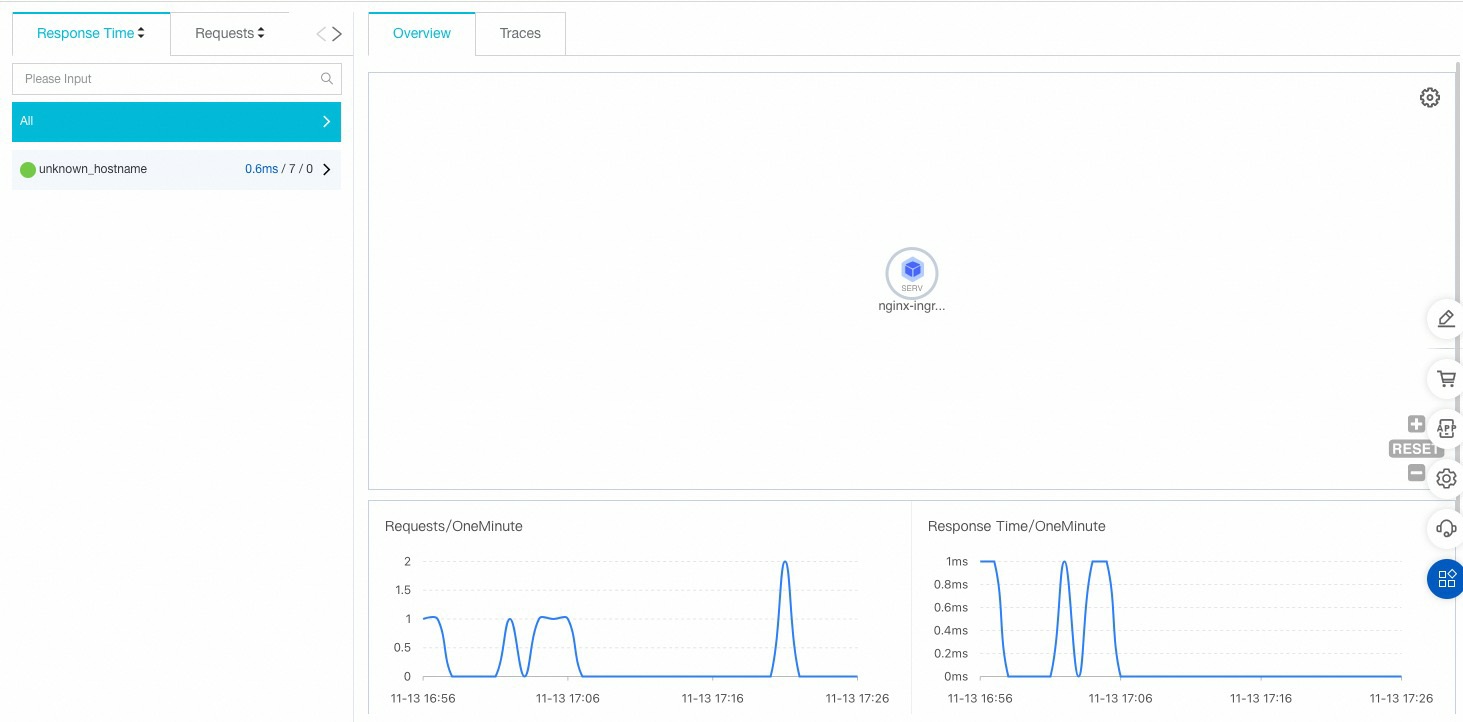 Response Time
Requests
Please Input
All
unknown_hostname 0.6ms / 7 / 0
Overview
Traces
SERV
nginx-ingr...
RESET
APP
Requests/OneMinute
2
1.5
1
0.5
0
11-13 16:56 11-13 17:06 11-13 17:16 11-13 17:26
Response Time/OneMinute
1ms
0.8ms
0.6ms
0.4ms
0.2ms
0ms
11-13 16:56 11-13 17:06 11-13 17:16 11-13 17:26